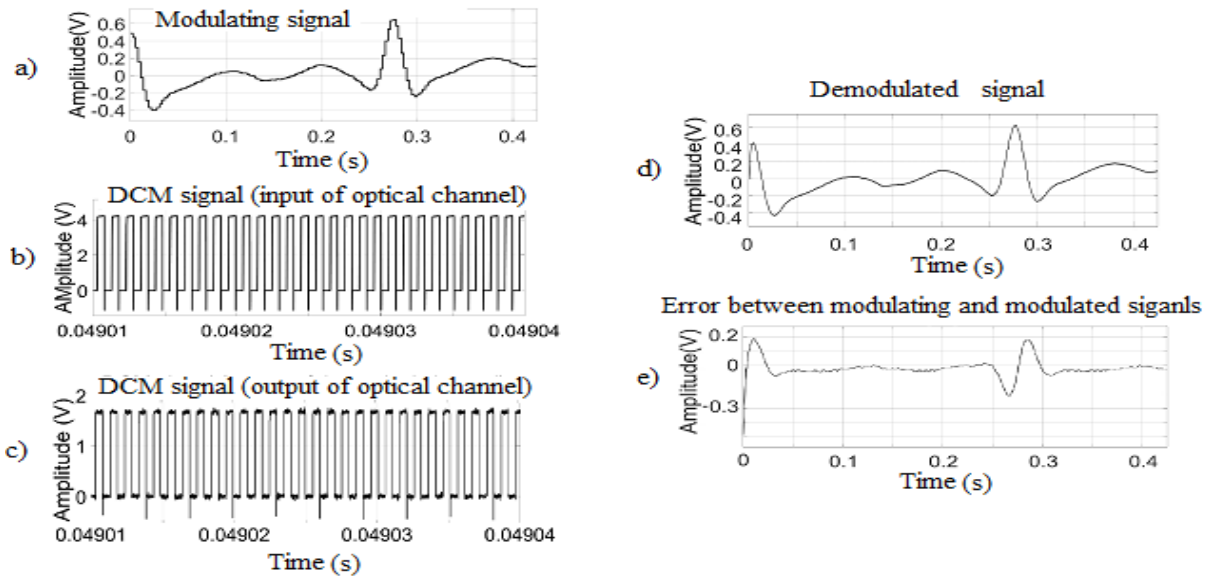 Modulating signal
a)
Amplitude(V)
0.6
0.4
0.2
0
-0.2
-0.4
0 0.1 0.2 0.3 0.4
Time (s)
DCM signal (input of optical channel)
b)
AMplitude (V)
4
2
0
0.04901 0.04902 0.04903 0.04904
Time (s)
DCM signal (output of optical channel)
c)
Amplitude (V)
2
1
0
0.04901 0.04902 0.04903 0.04904
Time (s)
Demodulated signal
d)
Amplitude(V)
0.6
0.4
0.2
0
-0.2
-0.4
0 0.1 0.2 0.3 0.4
Time (s)
Error between modulating and modulated siganls
e)
Amplitude(V)
0.2
0
-0.3
0 0.1 0.2 0.3 0.4
Time (s)